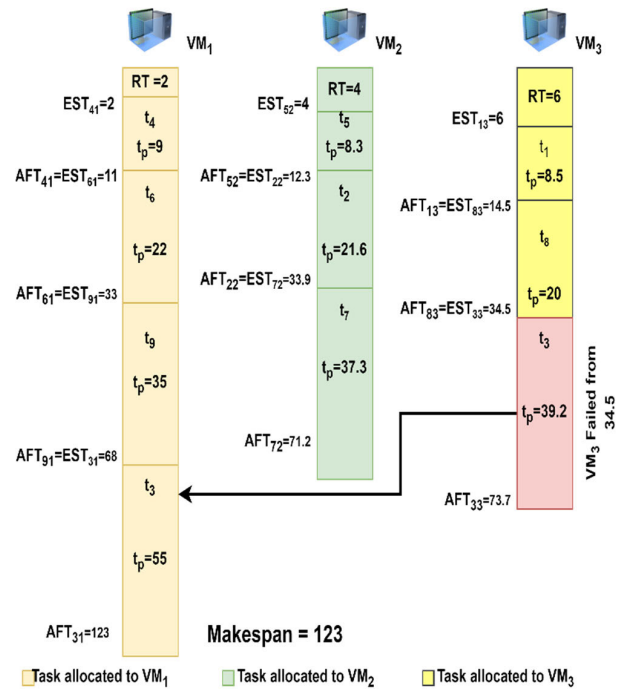 VM₁
VM₂
VM₃
RT =2
RT=4
RT=6
EST₄₁=2
EST₅₂=4
EST₁₃=6
t₄
tₚ=9
t₅
tₚ=8.3
t₁
tₚ=8.5
AFT₄₁=EST₆₁=11
AFT₅₂=EST₂₂=12.3
AFT₁₃=EST₈₃=14.5
t₆
tₚ=22
t₂
tₚ=21.6
t₈
tₚ=20
AFT₆₁=EST₉₁=33
AFT₂₂=EST₇₂=33.9
AFT₈₃=EST₃₃=34.5
t₉
tₚ=35
t₇
tₚ=37.3
t₃
tₚ=39.2
VM₃ Failed from
34.5
AFT₉₁=EST₃₁=68
AFT₇₂=71.2
AFT₃₃=73.7
t₃
tₚ=55
AFT₃₁=123
Makespan = 123
Task allocated to VM₁
Task allocated to VM₂
Task allocated to VM₃